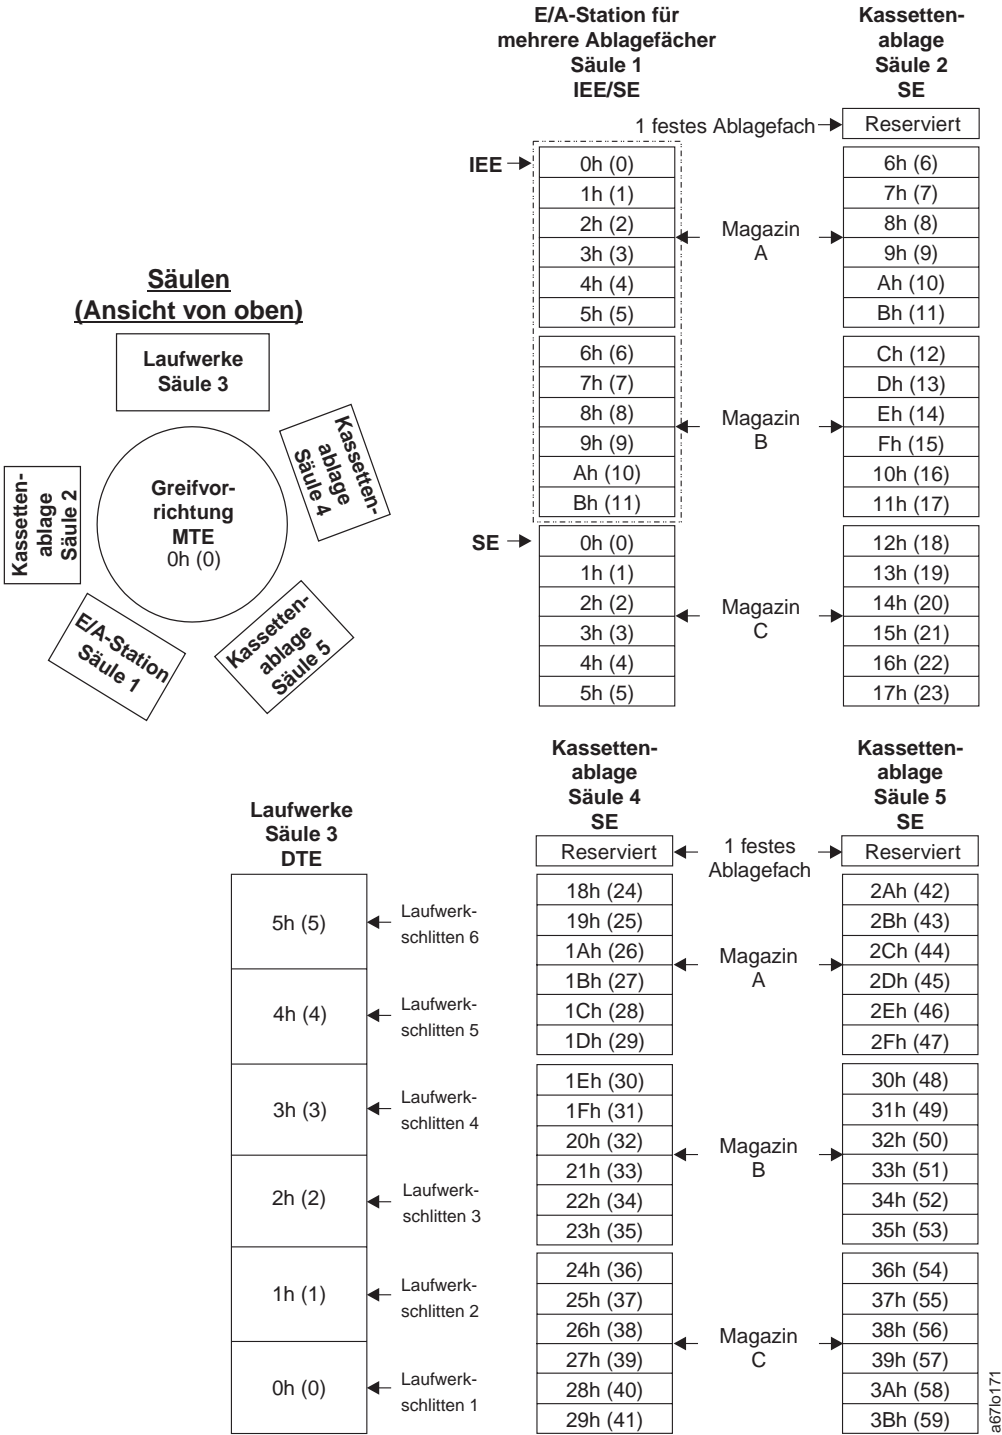 E/A-Station für
mehrere Ablagefächer
Säule 1
IEE/SE
Kassetten-
ablage
Säule 2
SE
1 festes Ablagefach
Reserviert
IEE
0h (0)
1h (1)
2h (2)
3h (3)
4h (4)
5h (5)
6h (6)
7h (7)
8h (8)
9h (9)
Ah (10)
Bh (11)
SE
0h (0)
1h (1)
2h (2)
3h (3)
4h (4)
5h (5)
Magazin
A
Magazin
B
Magazin
C
6h (6)
7h (7)
8h (8)
9h (9)
Ah (10)
Bh (11)
Ch (12)
Dh (13)
Eh (14)
Fh (15)
10h (16)
11h (17)
12h (18)
13h (19)
14h (20)
15h (21)
16h (22)
17h (23)
Säulen
(Ansicht von oben)
Laufwerke
Säule 3
Kassetten-
ablage
Säule 4
Kassetten-
ablage
Säule 2
Greifvor-
richtung
MTE
0h (0)
E/A-Station
Säule 1
Kassetten-
ablage
Säule 5
Laufwerke
Säule 3
DTE
5h (5)
4h (4)
3h (3)
2h (2)
1h (1)
0h (0)
Laufwerk-
schlitten 6
Laufwerk-
schlitten 5
Laufwerk-
schlitten 4
Laufwerk-
schlitten 3
Laufwerk-
schlitten 2
Laufwerk-
schlitten 1
Kassetten-
ablage
Säule 4
SE
Reserviert
18h (24)
19h (25)
1Ah (26)
1Bh (27)
1Ch (28)
1Dh (29)
1Eh (30)
1Fh (31)
20h (32)
21h (33)
22h (34)
23h (35)
24h (36)
25h (37)
26h (38)
27h (39)
28h (40)
29h (41)
1 festes
Ablagefach
Magazin
A
Magazin
B
Magazin
C
Kassetten-
ablage
Säule 5
SE
Reserviert
2Ah (42)
2Bh (43)
2Ch (44)
2Dh (45)
2Eh (46)
2Fh (47)
30h (48)
31h (49)
32h (50)
33h (51)
34h (52)
35h (53)
36h (54)
37h (55)
38h (56)
39h (57)
3Ah (58)
3Bh (59)
a67lo171